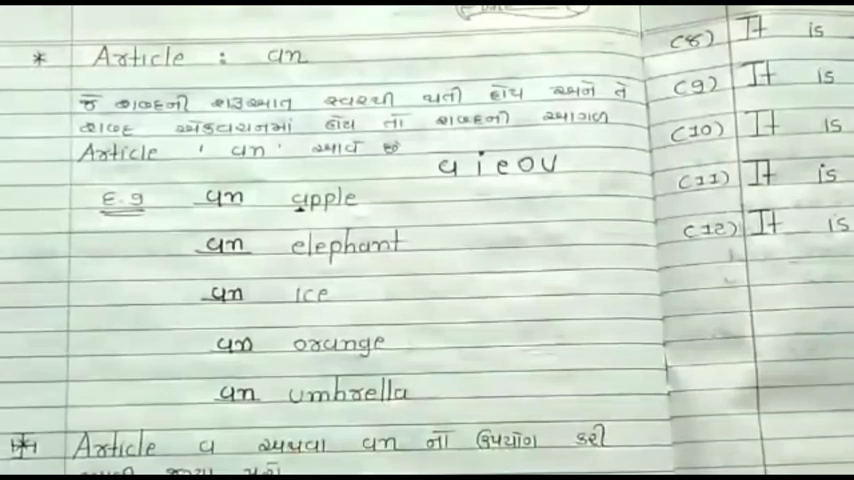 * Article : an
જે શબ્દની શરૂઆત સ્વરથી થતી હોય અને તે
શબ્દ એકવચનમાં હોય તો શબ્દની આગળ
Article 'an' આવે છે
a i e o u
E.g an apple
an elephant
an ice
an orange
an umbrella
* Article a અથવા an નો ઉપયોગ કરી
(8) It is
(9) It is
(10) It is
(11) It is
(12) It is